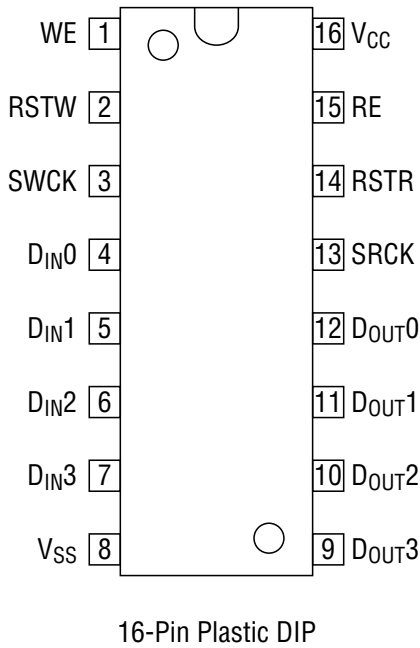 WE 1 16 VCC
RSTW 2 15 RE
SWCK 3 14 RSTR
DIN0 4 13 SRCK
DIN1 5 12 DOUT0
DIN2 6 11 DOUT1
DIN3 7 10 DOUT2
VSS 8 9 DOUT3
16-Pin Plastic DIP